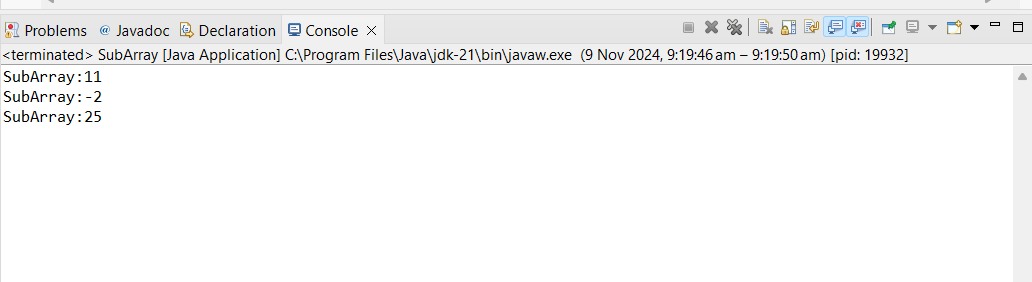 Problems @ Javadoc Declaration Console
<terminated> SubArray [Java Application] C:\Program Files\Java\jdk-21\bin\javaw.exe (9 Nov 2024, 9:19:46 am – 9:19:50 am) [pid: 19932]
SubArray:11
SubArray:-2
SubArray:25